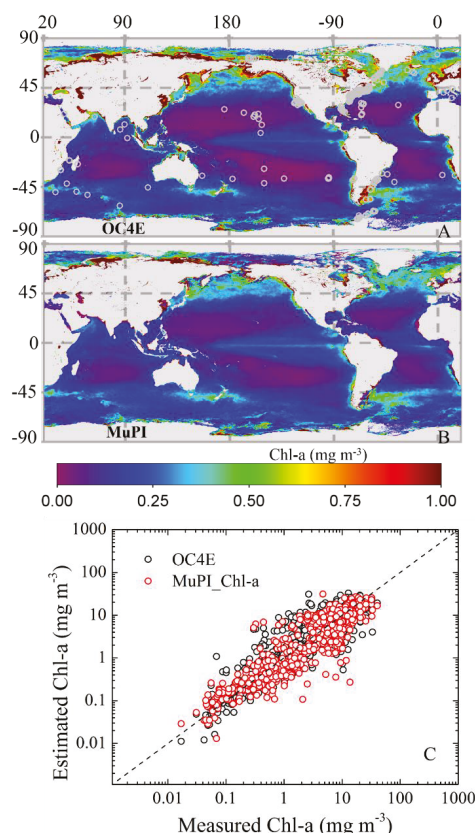 20 90 180 -90 0
90
45
0
-45
-90
OC4E
A
90
45
0
-45
-90
MuPI
B
Chl-a (mg m⁻³)
0.00 0.25 0.50 0.75 1.00
1000
100
10
1
0.1
0.01
Estimated Chl-a (mg m⁻³)
OC4E
MuPI_Chl-a
C
0.01 0.1 1 10 100 1000
Measured Chl-a (mg m⁻³)